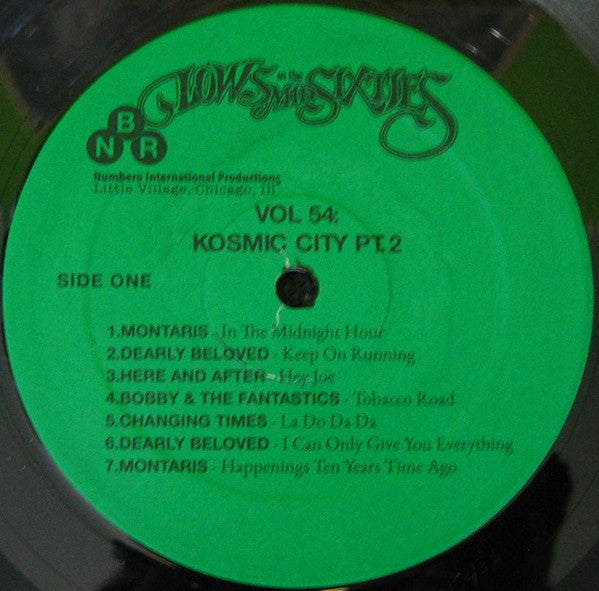 LOWS in the MID SIXTIES
N B R
Numbero International Productions
Little Village, Chicago, Ill
VOL 54:
KOSMIC CITY PT.2
SIDE ONE
1.MONTARIS - In The Midnight Hour
2.DEARLY BELOVED - Keep On Running
3.HERE AND AFTER- Hey Joe
4.BOBBY & THE FANTASTICS - Tobacco Road
5.CHANGING TIMES - La Do Da Da
6.DEARLY BELOVED - I Can Only Give You Everything
7.MONTARIS - Happenings Ten Years Time Ago